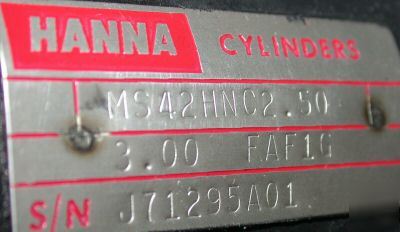 HANNA CYLINDERS
MS42HNC2.50
3.00 FAF1G
S/N J71295A01